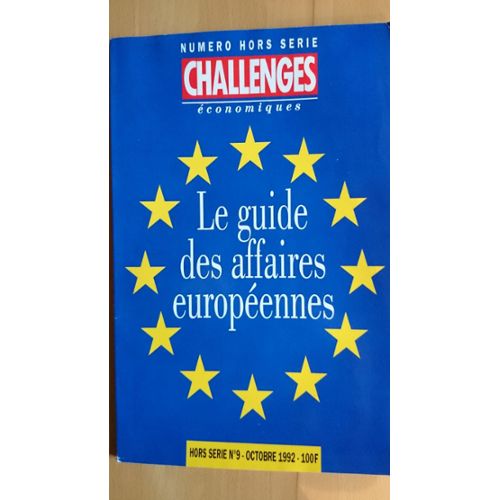 NUMERO HORS SERIE
CHALLENGES
économiques
Le guide
des affaires
européennes
HORS SERIE N°9 - OCTOBRE 1992 - 100F